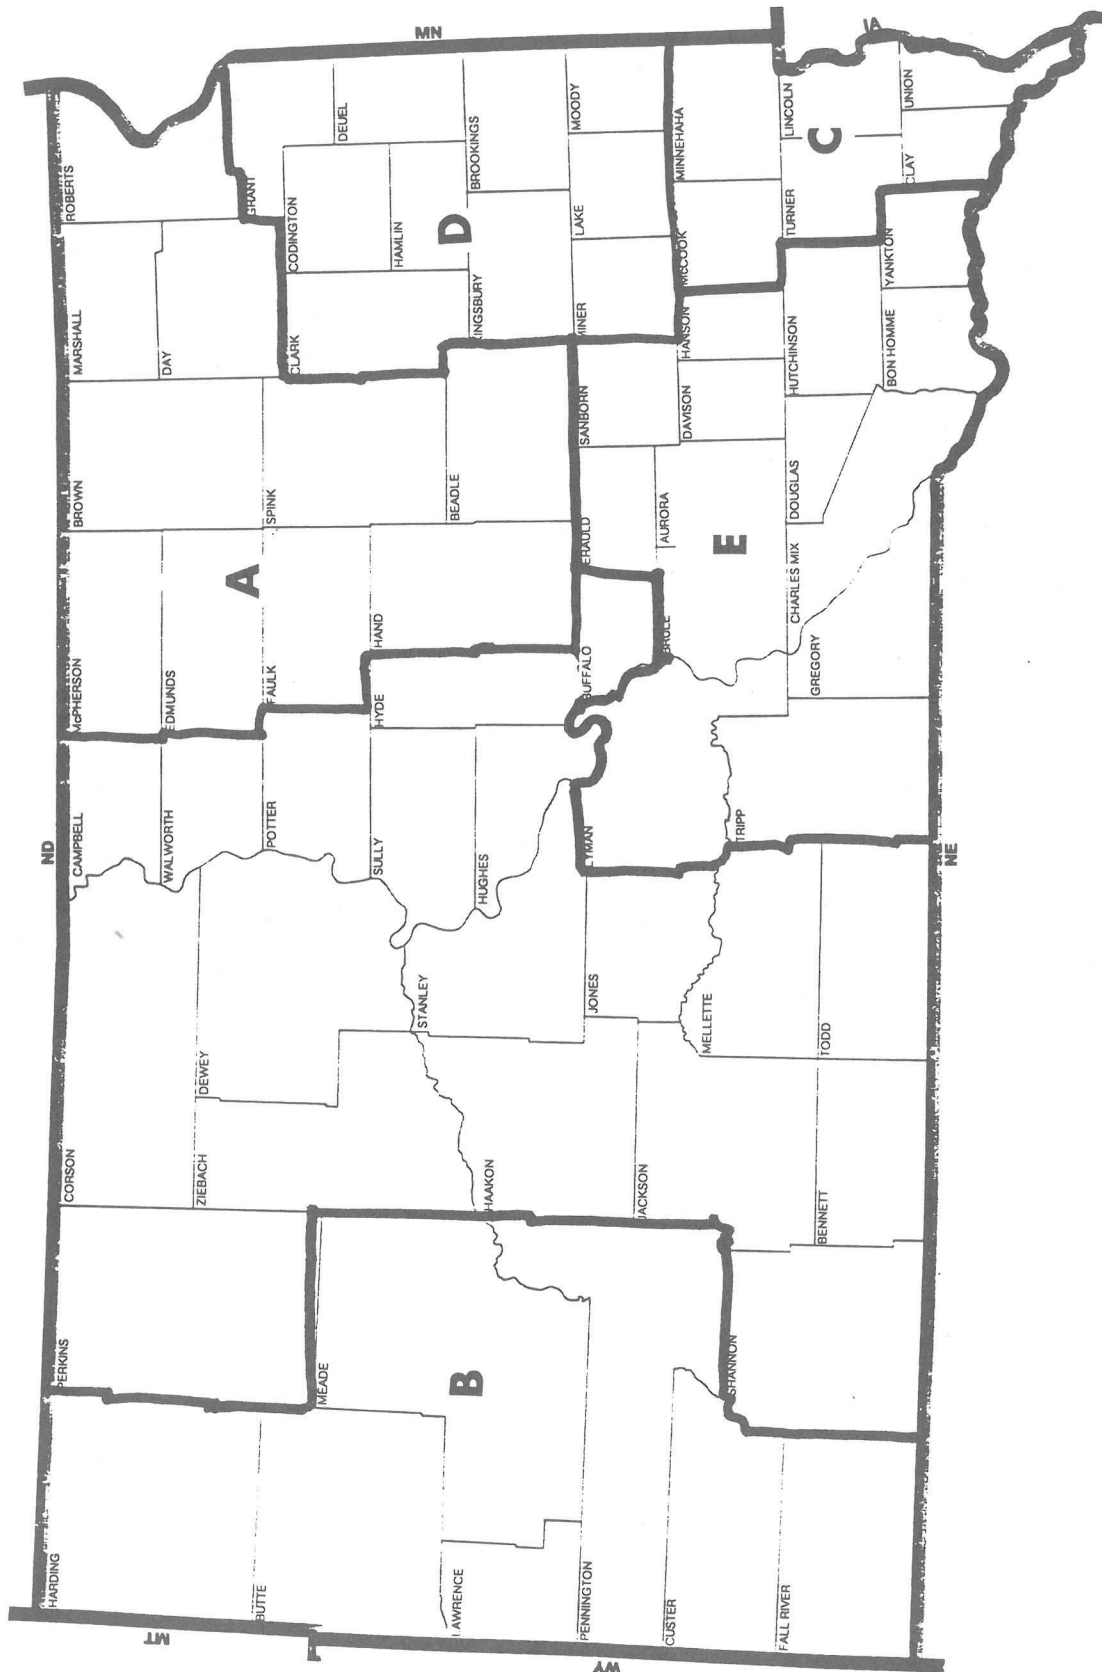 ND
HARDING
PERKINS
CORSON
CAMPBELL
McPHERSON
BROWN
MARSHALL
ROBERTS
MT
WALWORTH
EDMUNDS
DAY
ZIEBACH
DEWEY
A
BUTTE
POTTER
FAULK
SPINK
GRANT
CLARK
CODINGTON
MEADE
DEUEL
SULLY
HYDE
HAND
HAMLIN
MN
STANLEY
LAWRENCE
B
HAAKON
HUGHES
BEADLE
KINGSBURY
D
BROOKINGS
PENNINGTON
JONES
LYMAN
BUFFALO
JERAULD
SANBORN
MINER
LAKE
MOODY
WY
CUSTER
JACKSON
BRULE
AURORA
DAVISON
HANSON
McCOOK
MINNEHAHA
SHANNON
MELLETTE
TRIPP
E
FALL RIVER
CHARLES MIX
DOUGLAS
HUTCHINSON
TURNER
LINCOLN
C
BENNETT
TODD
GREGORY
BON HOMME
YANKTON
CLAY
UNION
IA
NE